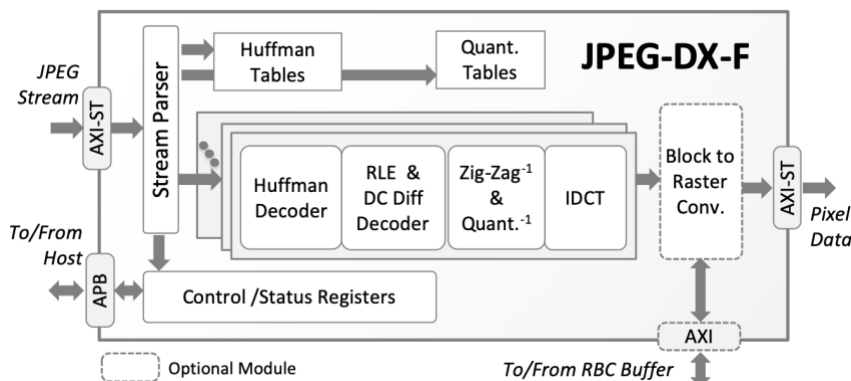 JPEG-DX-F
JPEG
Stream
AXI-ST
Stream Parser
Huffman
Tables
Quant.
Tables
Huffman
Decoder
RLE &
DC Diff
Decoder
Zig-Zag⁻¹
&
Quant.⁻¹
IDCT
Block to
Raster
Conv.
AXI-ST
Pixel
Data
To/From
Host
APB
Control /Status Registers
AXI
Optional Module
To/From RBC Buffer